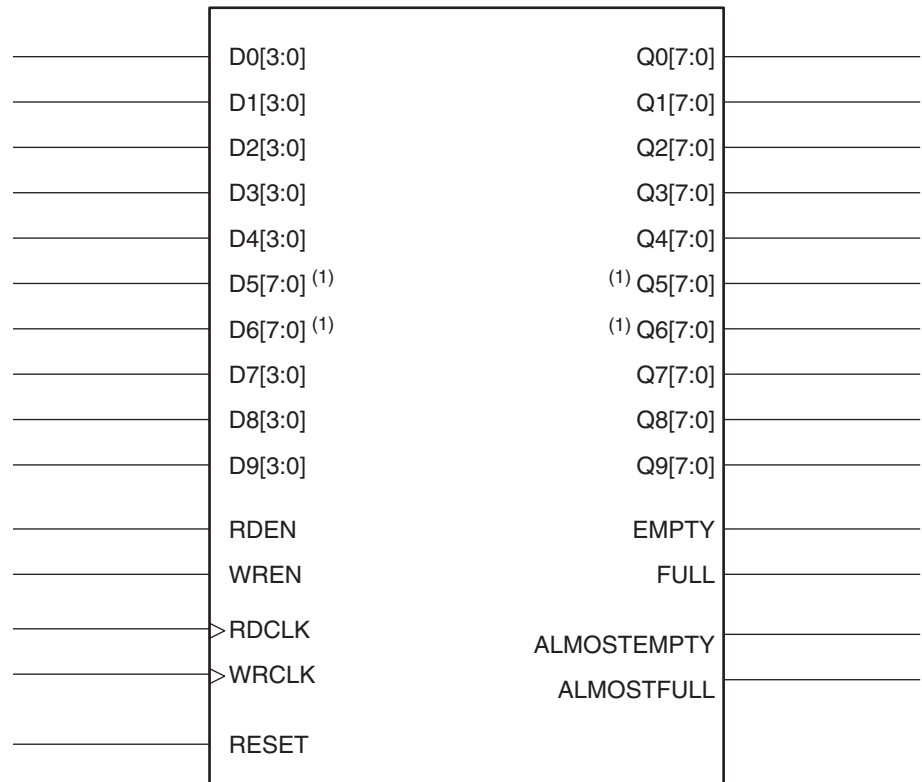 D0[3:0] Q0[7:0]
D1[3:0] Q1[7:0]
D2[3:0] Q2[7:0]
D3[3:0] Q3[7:0]
D4[3:0] Q4[7:0]
D5[7:0] (1) (1) Q5[7:0]
D6[7:0] (1) (1) Q6[7:0]
D7[3:0] Q7[7:0]
D8[3:0] Q8[7:0]
D9[3:0] Q9[7:0]
RDEN EMPTY
WREN FULL
RDCLK ALMOSTEMPTY
WRCLK ALMOSTFULL
RESET